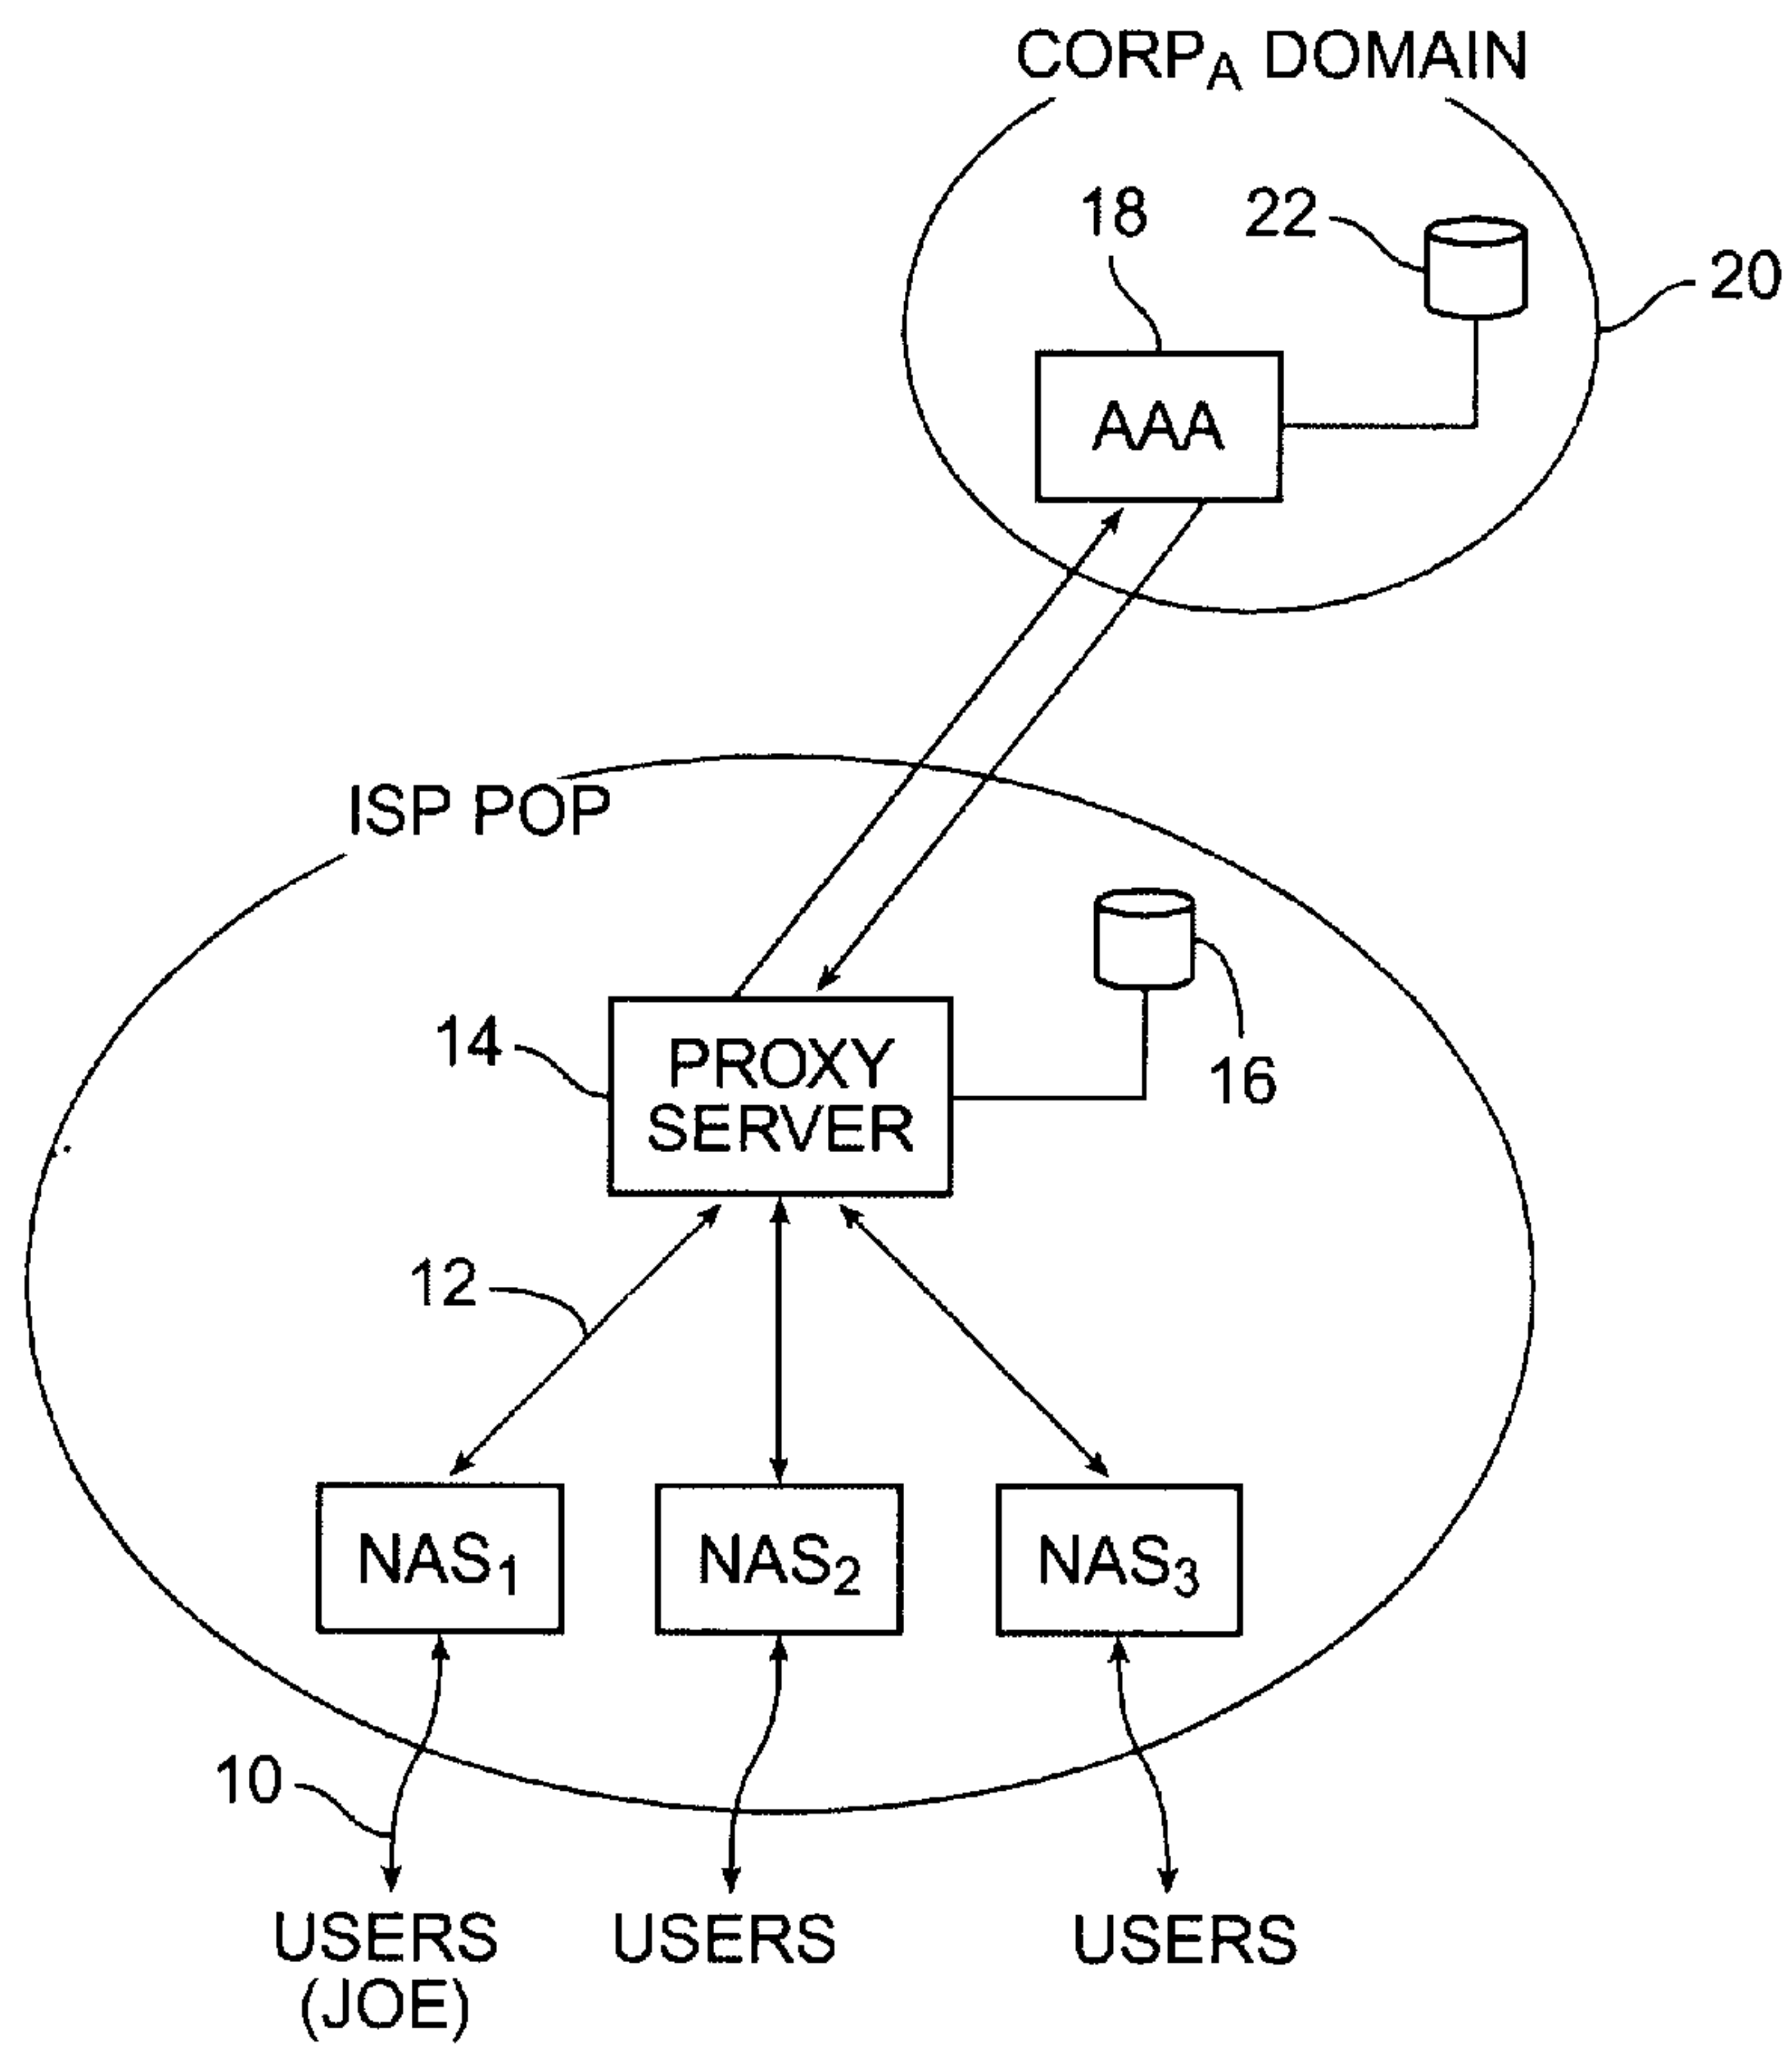 CORPA DOMAIN
18
22
20
AAA
ISP POP
14
PROXY
SERVER
16
12
NAS1
NAS2
NAS3
10
USERS
(JOE)
USERS
USERS